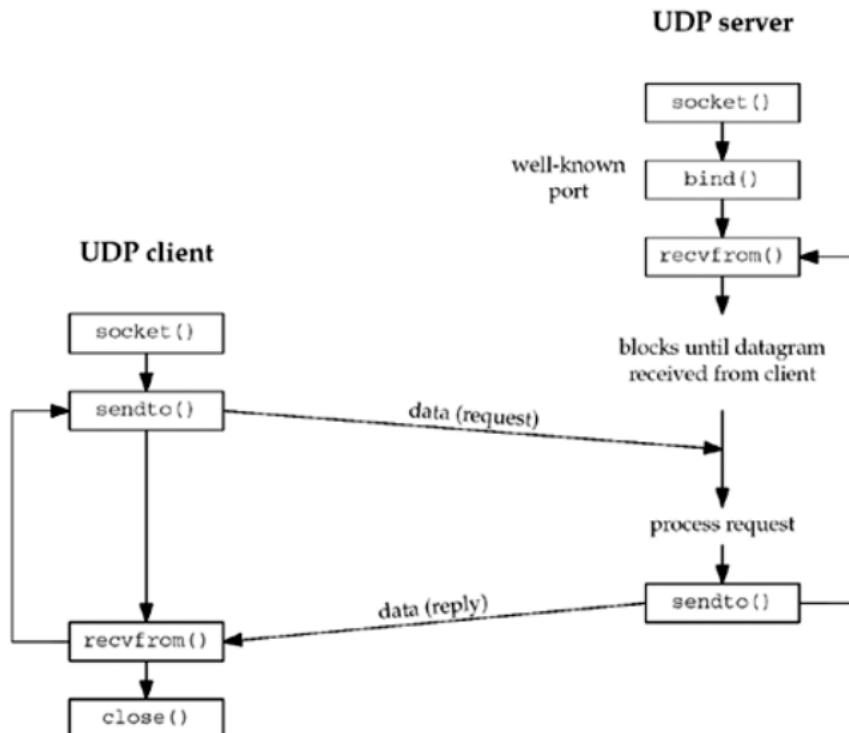 UDP server
socket()
well-known
port
bind()
recvfrom()
UDP client
socket()
blocks until datagram
received from client
sendto()
data (request)
process request
data (reply)
sendto()
recvfrom()
close()